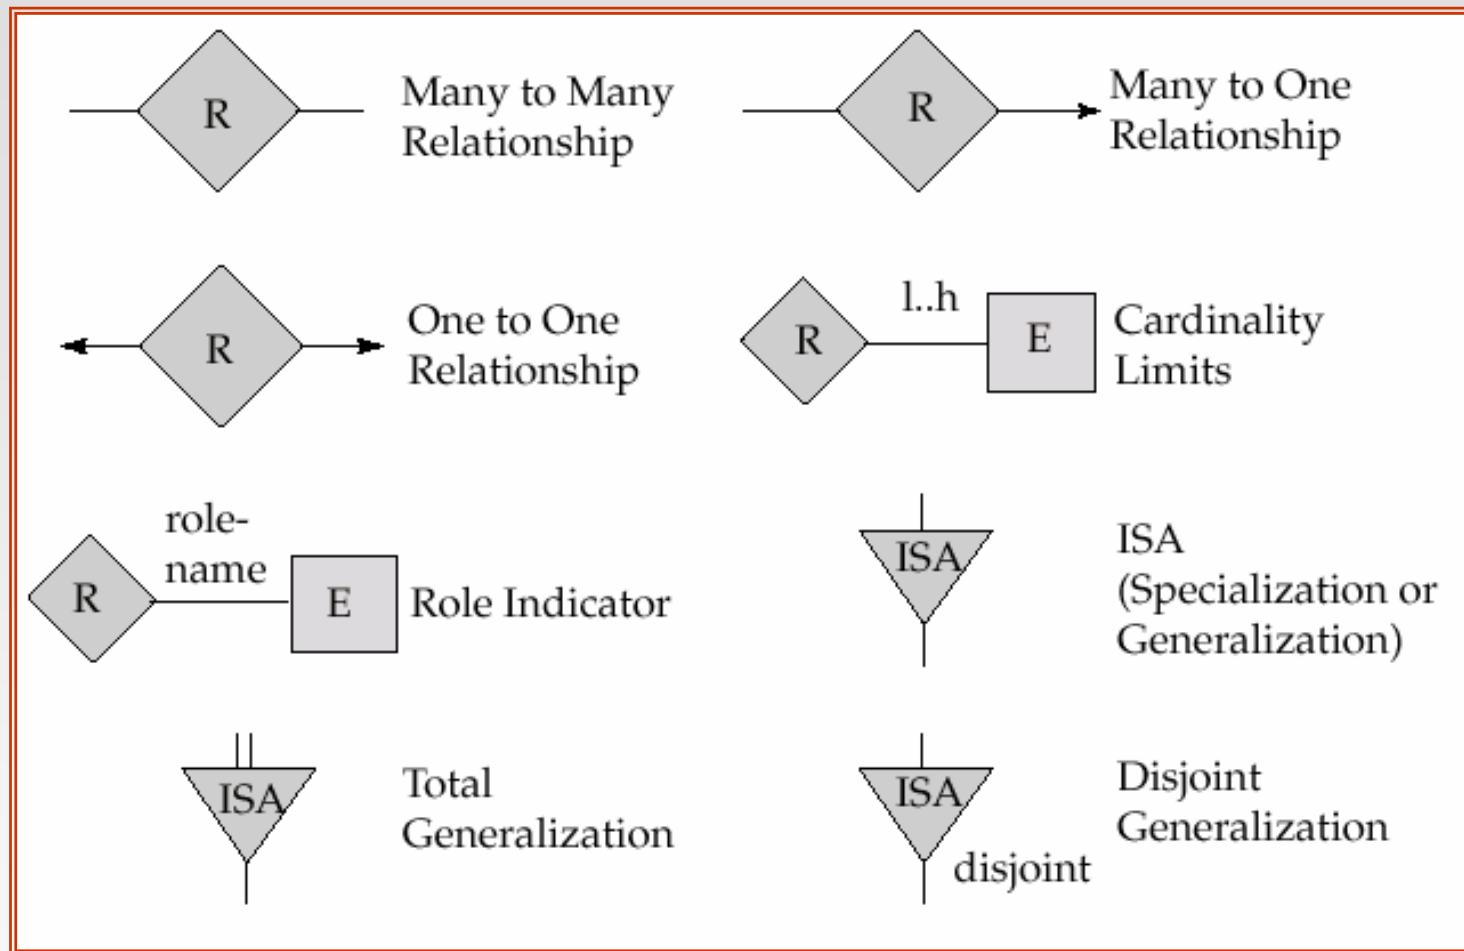 R
Many to Many
Relationship
R
Many to One
Relationship
R
One to One
Relationship
R
l..h
E
Cardinality
Limits
R
role-
name
E
Role Indicator
ISA
ISA
(Specialization or
Generalization)
ISA
Total
Generalization
ISA
disjoint
Disjoint
Generalization